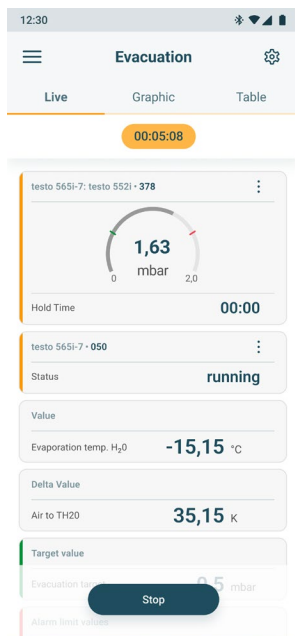 12:30
Evacuation
Live Graphic Table
00:05:08
testo 565i-7: testo 552i • 378
1,63
mbar
0 2,0
Hold Time 00:00
testo 565i-7 • 050
Status running
Value
Evaporation temp. H₂0 -15,15 °C
Delta Value
Air to TH20 35,15 K
Target value
Evacuation target 0,5 mbar
Stop
Alarm limit values